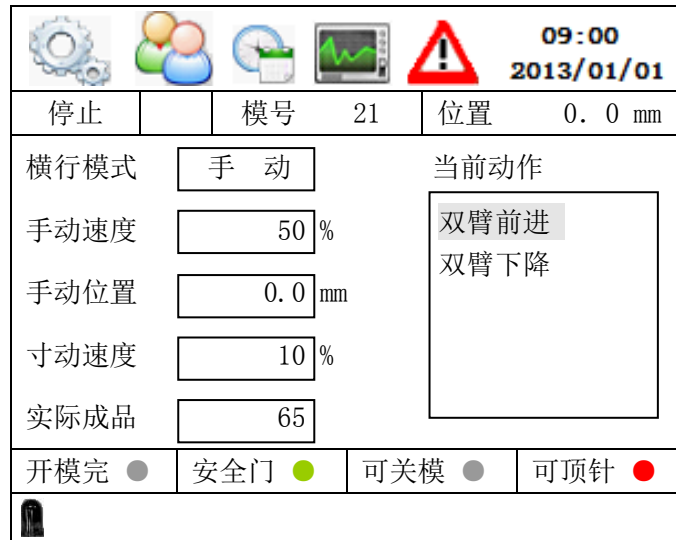 09:00
2013/01/01
停止 模号 21 位置 0.0 mm
横行模式 手 动 当前动作
手动速度 50 % 双臂前进
双臂下降
手动位置 0.0 mm
寸动速度 10 %
实际成品 65
开模完 安全门 可关模 可顶针